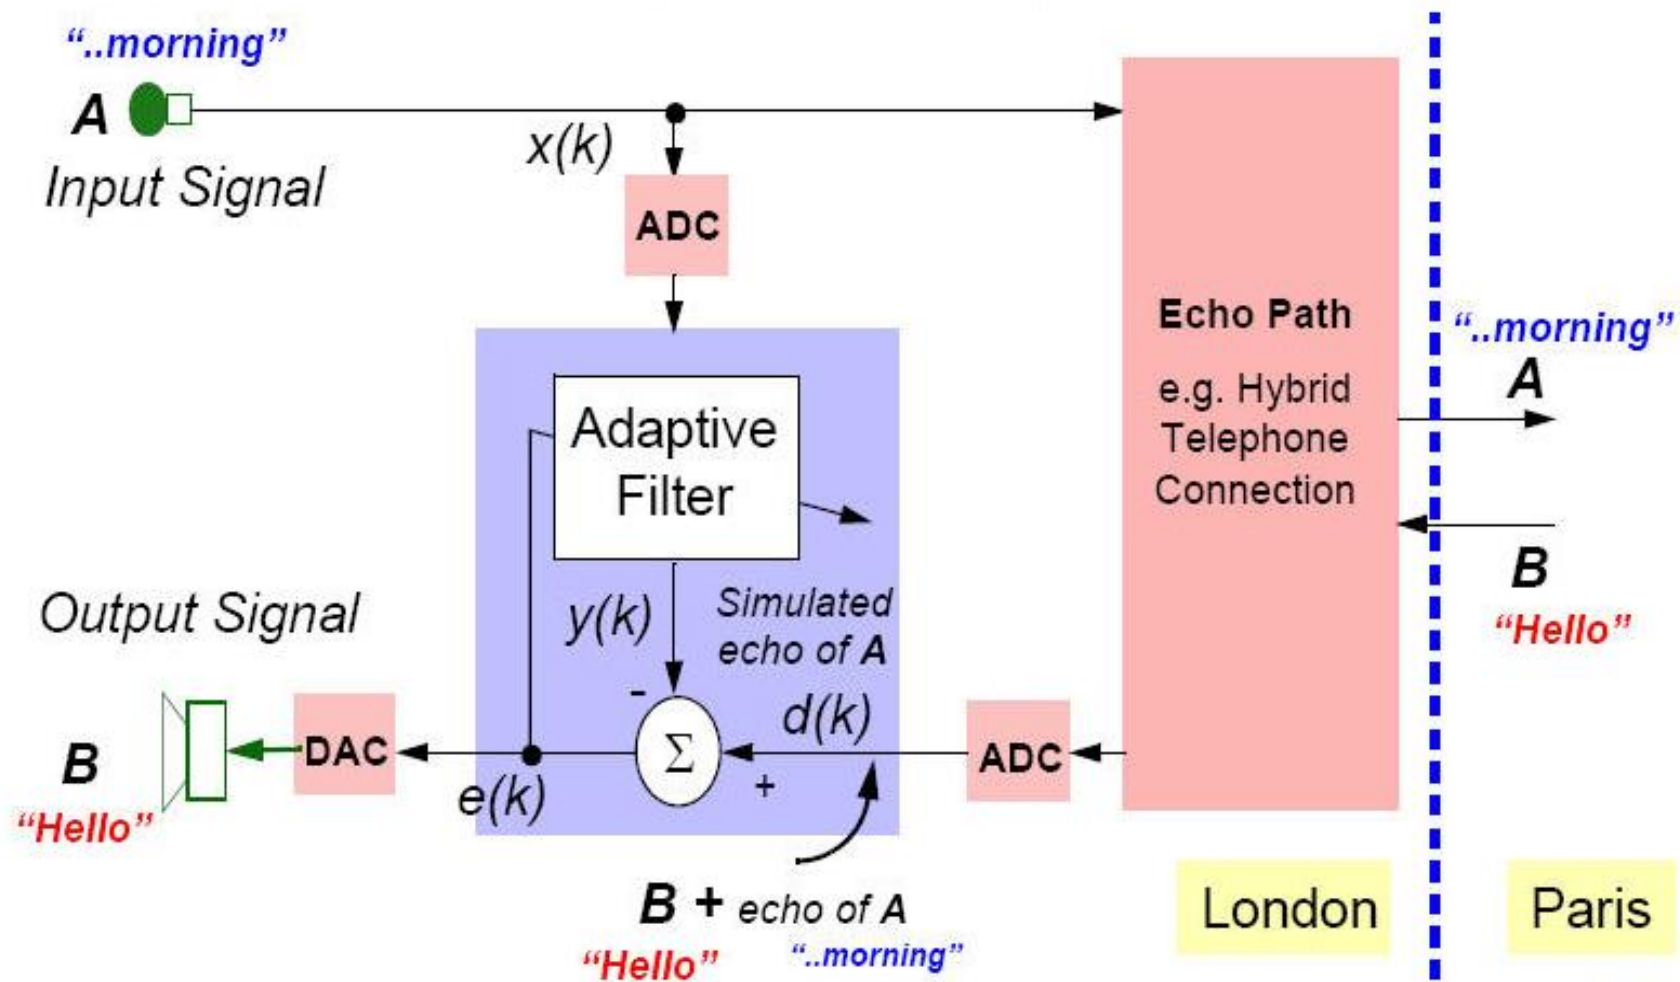 “..morning”
A
Input Signal
x(k)
ADC
Adaptive
Filter
Echo Path
e.g. Hybrid
Telephone
Connection
“..morning”
A
B
“Hello”
Output Signal
y(k)
Simulated
echo of A
-
Σ
+
d(k)
ADC
DAC
e(k)
B
“Hello”
B + echo of A
“Hello” “..morning”
London
Paris